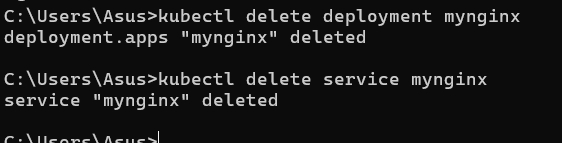 C:\Users\Asus>kubectl delete deployment mynginx
deployment.apps "mynginx" deleted
C:\Users\Asus>kubectl delete service mynginx
service "mynginx" deleted
C:\Users\Asus>